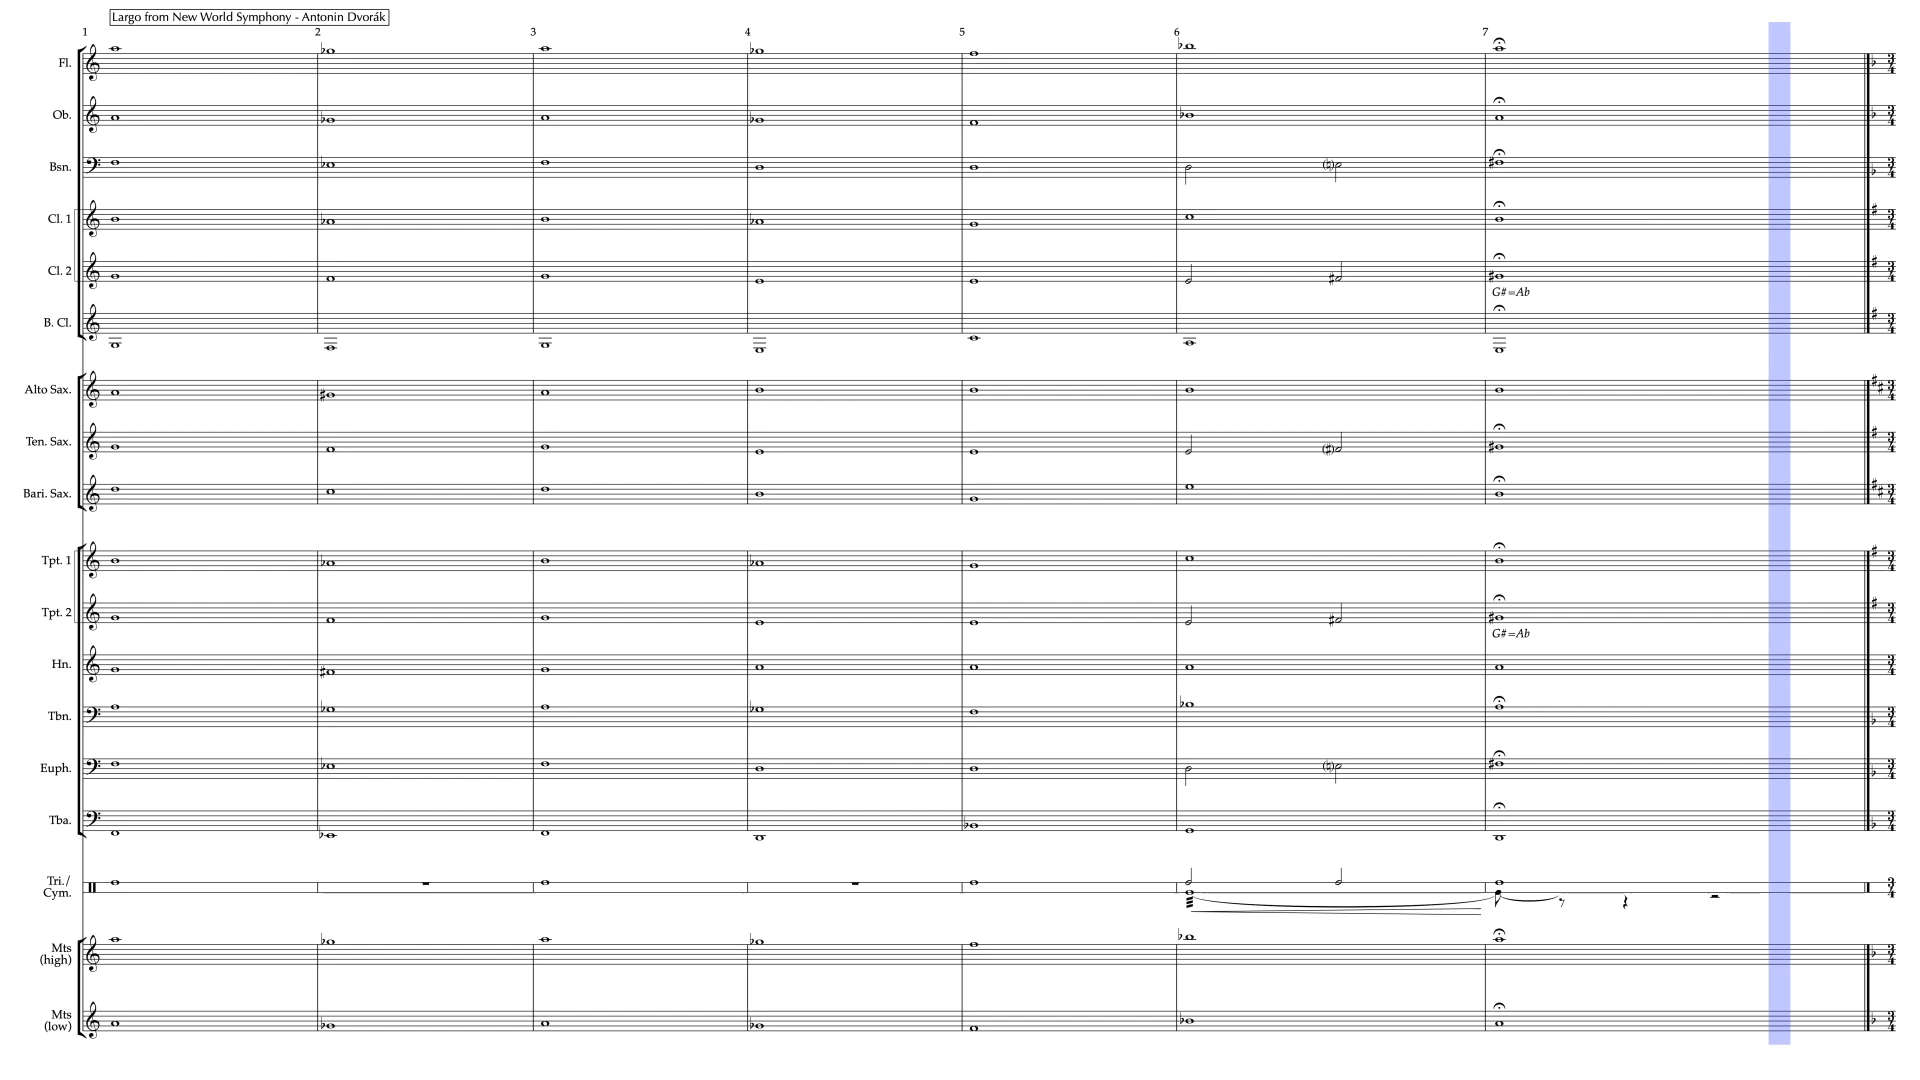 Largo from New World Symphony - Antonin Dvorák
1 2 3 4 5 6 7
Fl.
Ob.
Bsn.
Cl. 1
Cl. 2
G#=Ab
B. Cl.
Alto Sax.
Ten. Sax.
Bari. Sax.
Tpt. 1
Tpt. 2
G#=Ab
Hn.
Tbn.
Euph.
Tba.
Tri./
Cym.
Mts
(high)
Mts
(low)
3
4